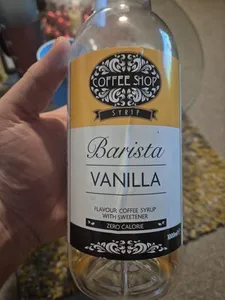 COFFEE SHOP
SYRUP
Barista
VANILLA
FLAVOUR COFFEE SYRUP
WITH SWEETENER
ZERO CALORIE